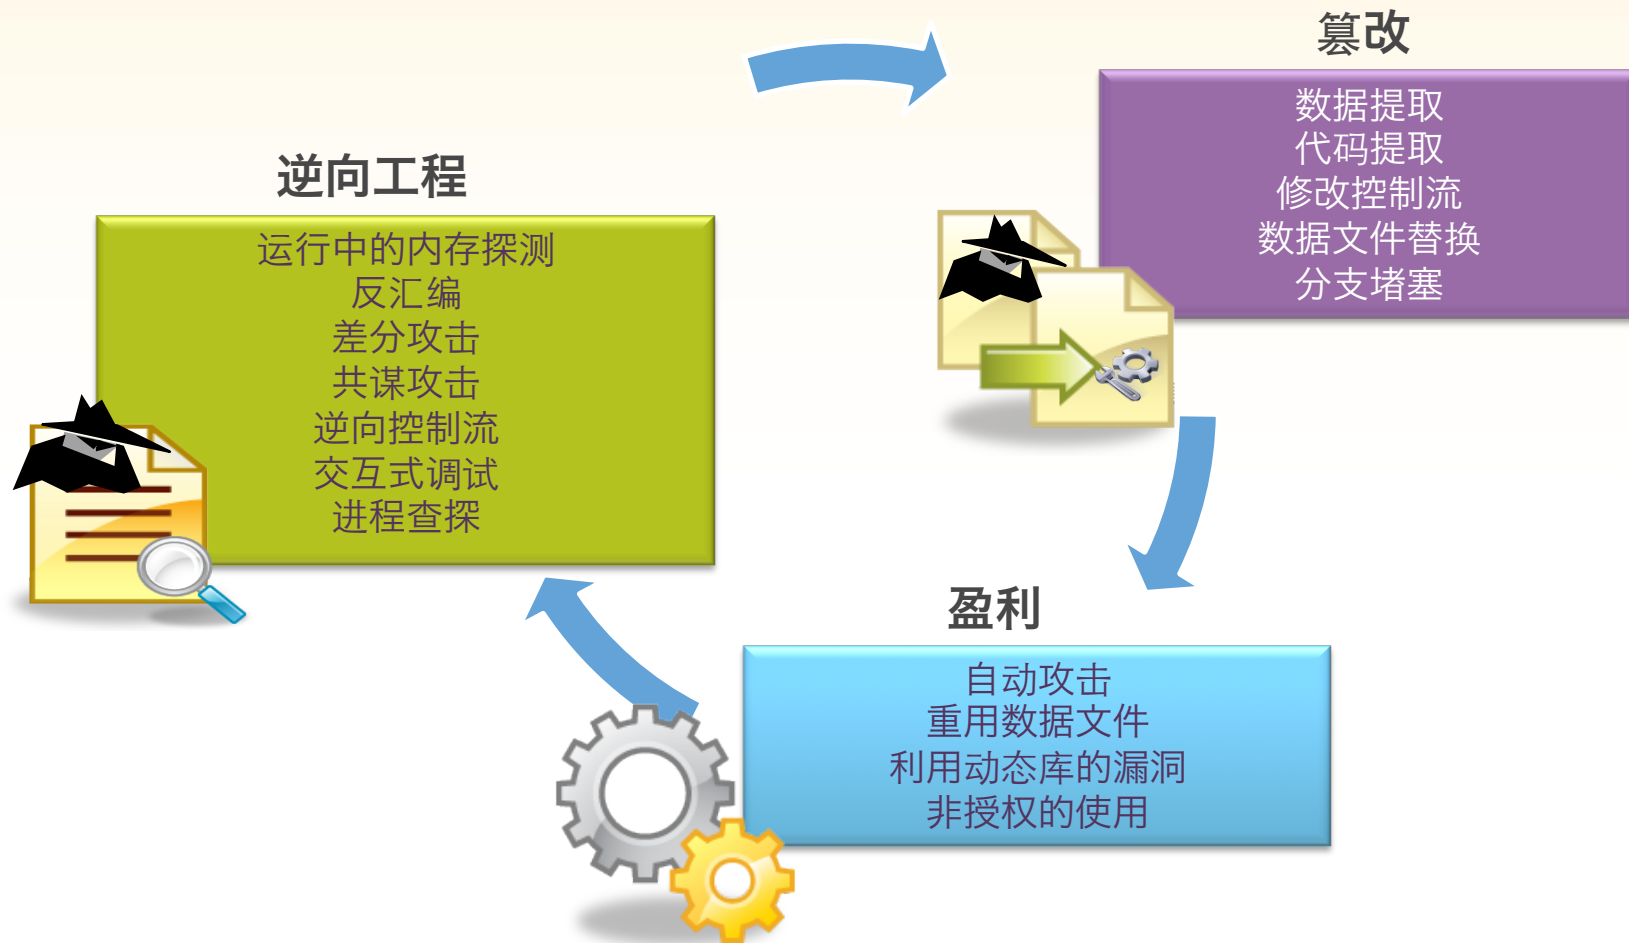 逆向工程
运行中的内存探测
反汇编
差分攻击
共谋攻击
逆向控制流
交互式调试
进程查探
篡改
数据提取
代码提取
修改控制流
数据文件替换
分支堵塞
盈利
自动攻击
重用数据文件
利用动态库的漏洞
非授权的使用